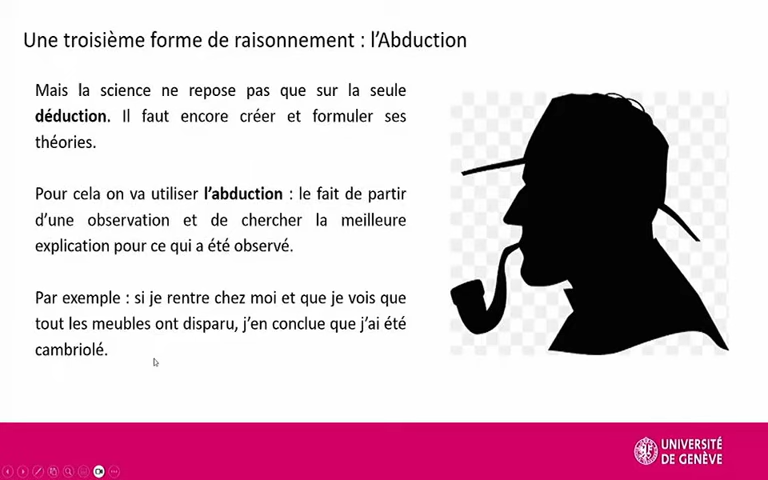 Une troisième forme de raisonnement : l’Abduction
Mais la science ne repose pas que sur la seule
déduction. Il faut encore créer et formuler ses
théories.
Pour cela on va utiliser l’abduction : le fait de partir
d’une observation et de chercher la meilleure
explication pour ce qui a été observé.
Par exemple : si je rentre chez moi et que je vois que
tout les meubles ont disparu, j’en conclue que j’ai été
cambriolé.
UNIVERSITÉ
DE GENÈVE